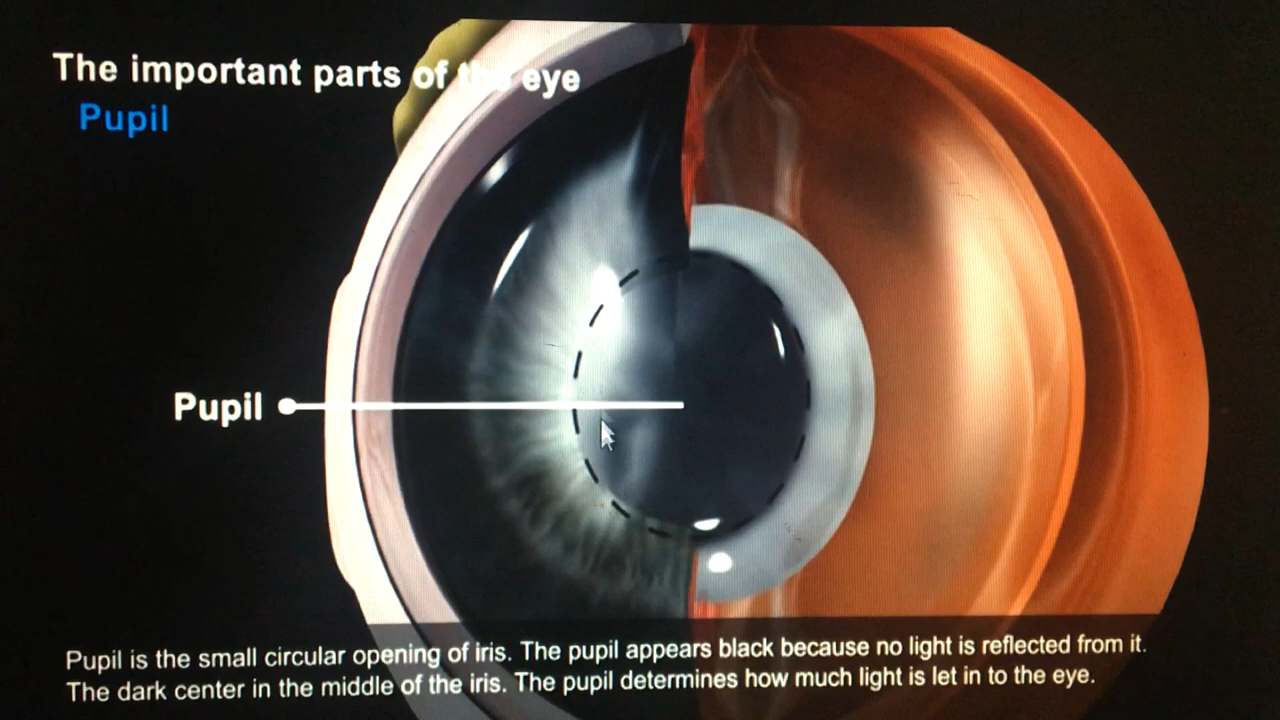 The important parts of the eye
Pupil
Pupil
Pupil is the small circular opening of iris. The pupil appears black because no light is reflected from it.
The dark center in the middle of the iris. The pupil determines how much light is let in to the eye.